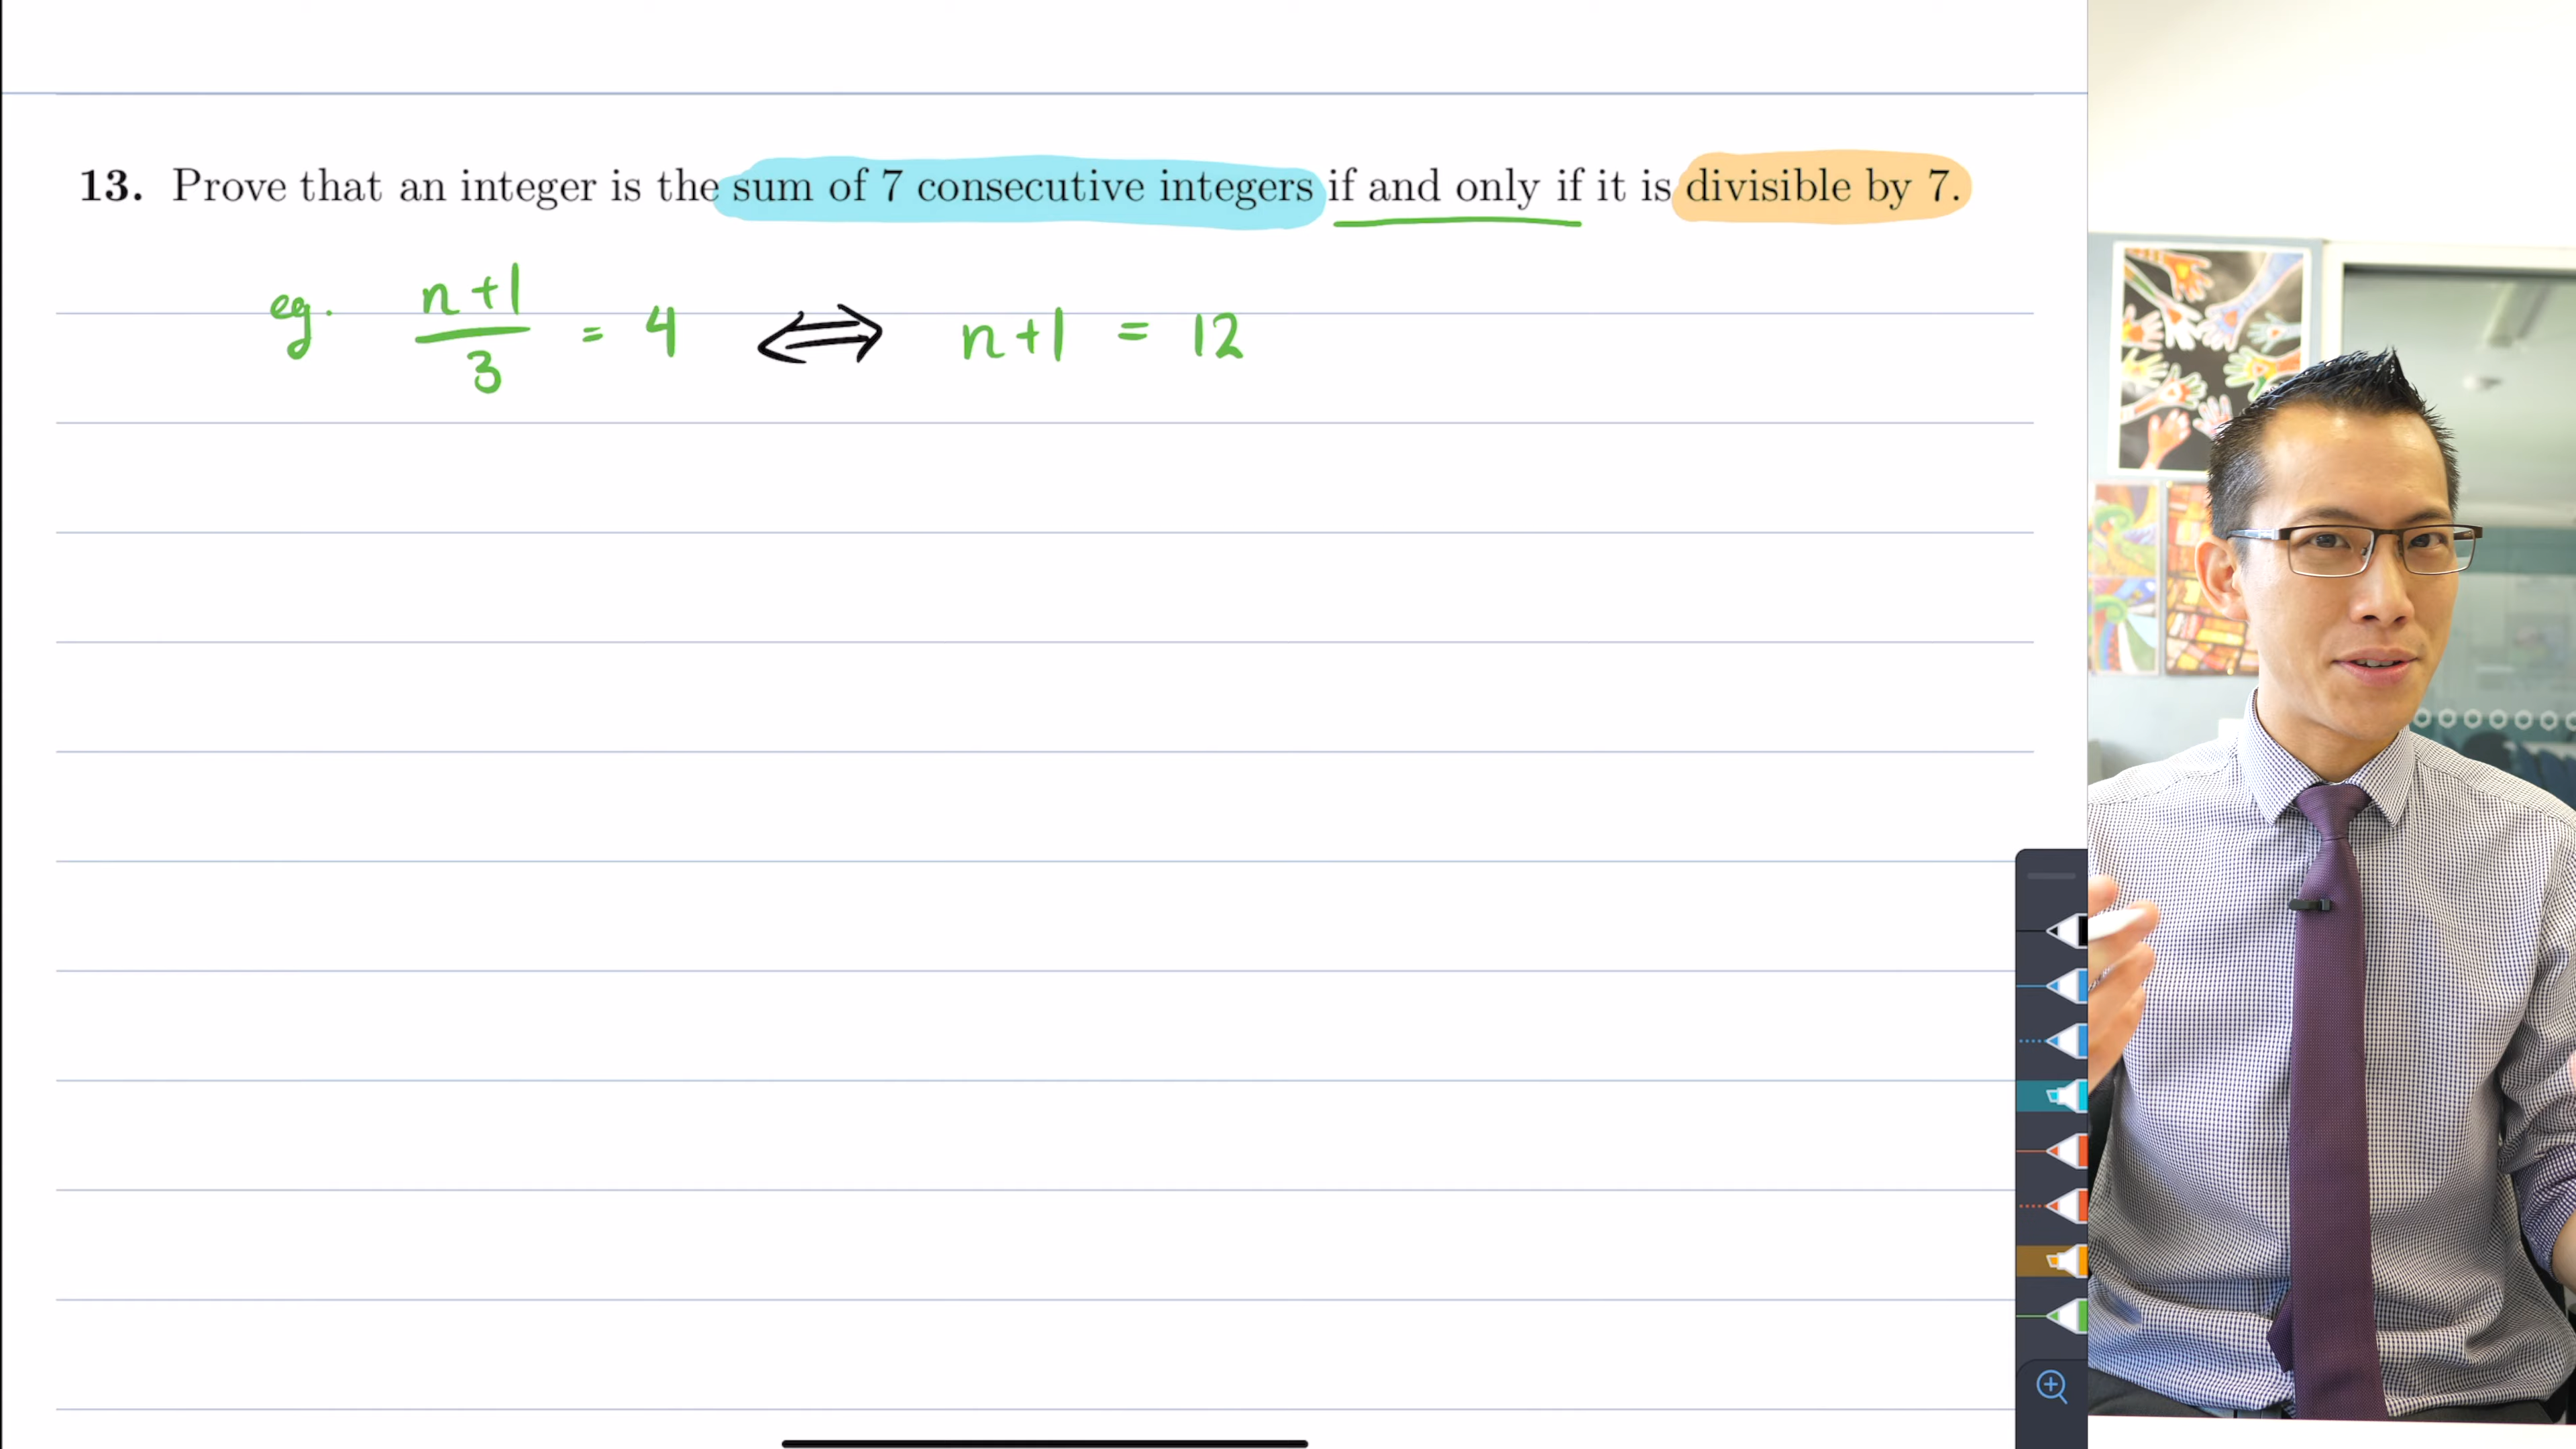 13. Prove that an integer is the sum of 7 consecutive integers if and only if it is divisible by 7.
eg. n+1/3 = 4 ⟺ n+1 = 12